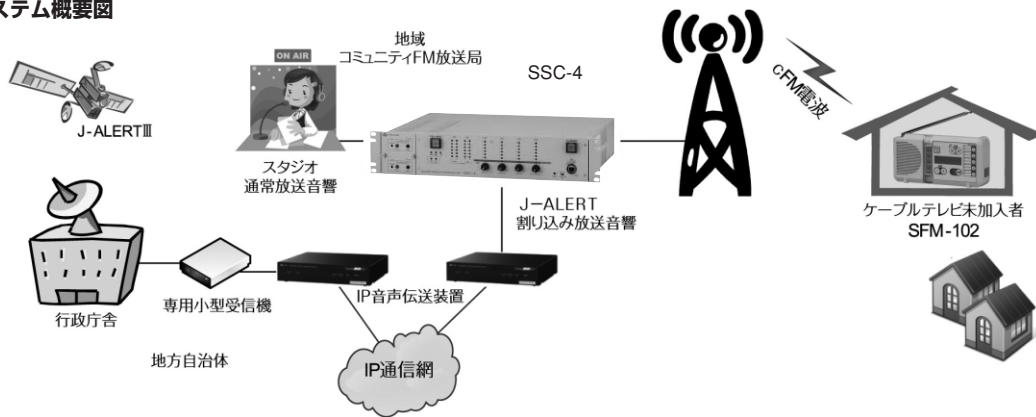 ステム概要図
J-ALERTⅢ
ON AIR
地域
コミュニティFM放送局
SSC-4
スタジオ
通常放送音響
cFM電波
ケーブルテレビ未加入者
SFM-102
J−ALERT
割り込み放送音響
行政庁舎
専用小型受信機
IP音声伝送装置
地方自治体
IP通信網